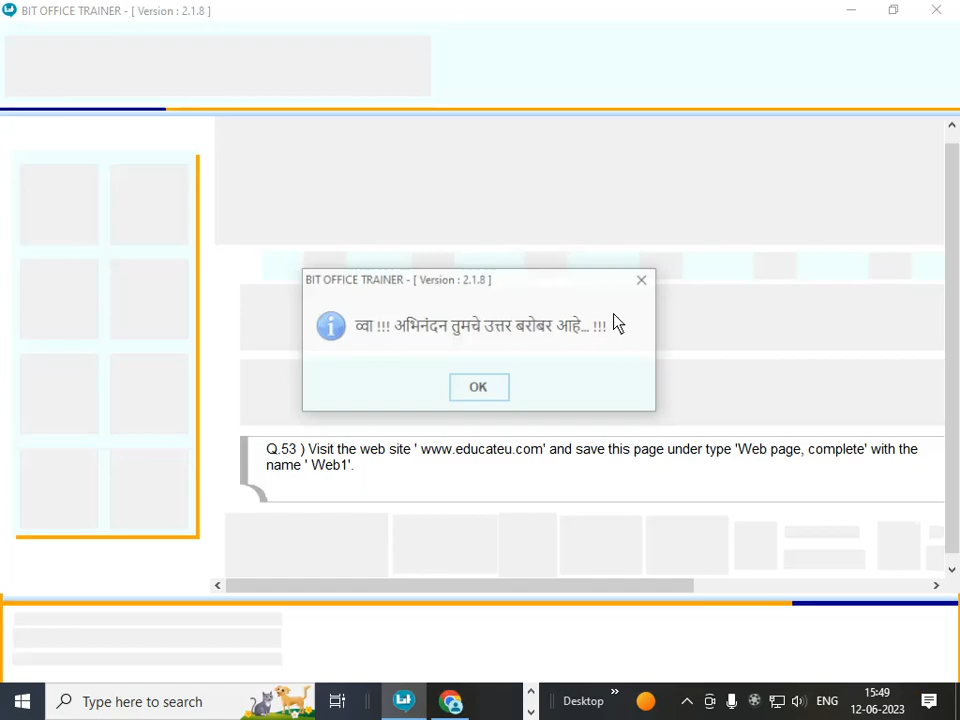 BIT OFFICE TRAINER - [ Version : 2.1.8 ]
BIT OFFICE TRAINER - [ Version : 2.1.8 ]
व्वा !!! अभिनंदन तुमचे उत्तर बरोबर आहे... !!!
OK
Q.53 ) Visit the web site ' www.educateu.com' and save this page under type 'Web page, complete' with the
name ' Web1'.
Type here to search
Desktop
ENG
15:49
12-06-2023